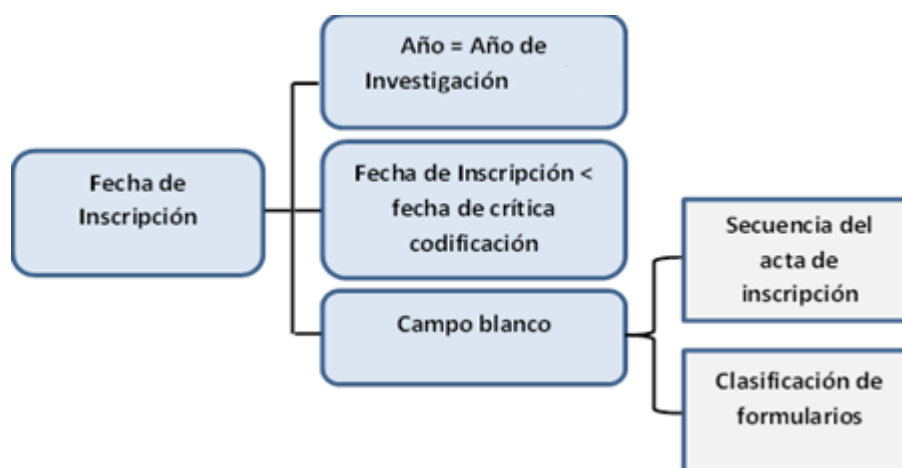 Año = Año de
Investigación
Fecha de
Inscripción
Fecha de Inscripción <
fecha de crítica
codificación
Campo blanco
Secuencia del
acta de
inscripción
Clasificación de
formularios